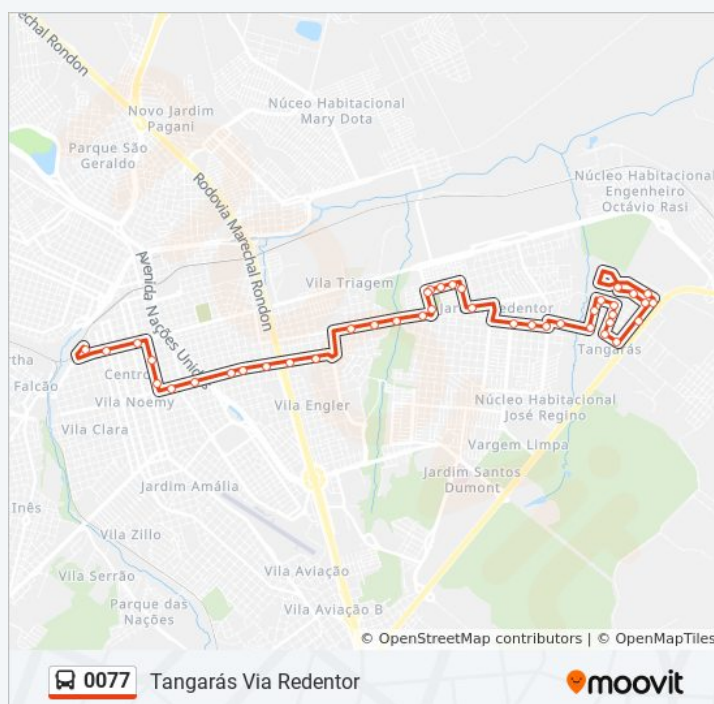 echal Rondon
Novo Jardim
Pagani
Núceo Habitacional
Mary Dota
Parque São
Geraldo
Núcleo Habitacional
Engenheiro
Octávio Rasi
Rodovia Marechal Rondon
Avenida Nações Unidas
Vila Triagem
Redentor
Tangarás
rtha
Falcão
Centro
Vila Noemy
Vila Engler
Núcleo Habitacional
José Regino
Vila Clara
Vargem Limpa
Jardim Santos
Dumont
Jardim Amália
Inês
Vila Zillo
Vila Serrão
Vila Aviação
Parque das
Nações
Vila Aviação B
© OpenStreetMap contributors | © OpenMapTiles
0077 Tangarás Via Redentor
moovit